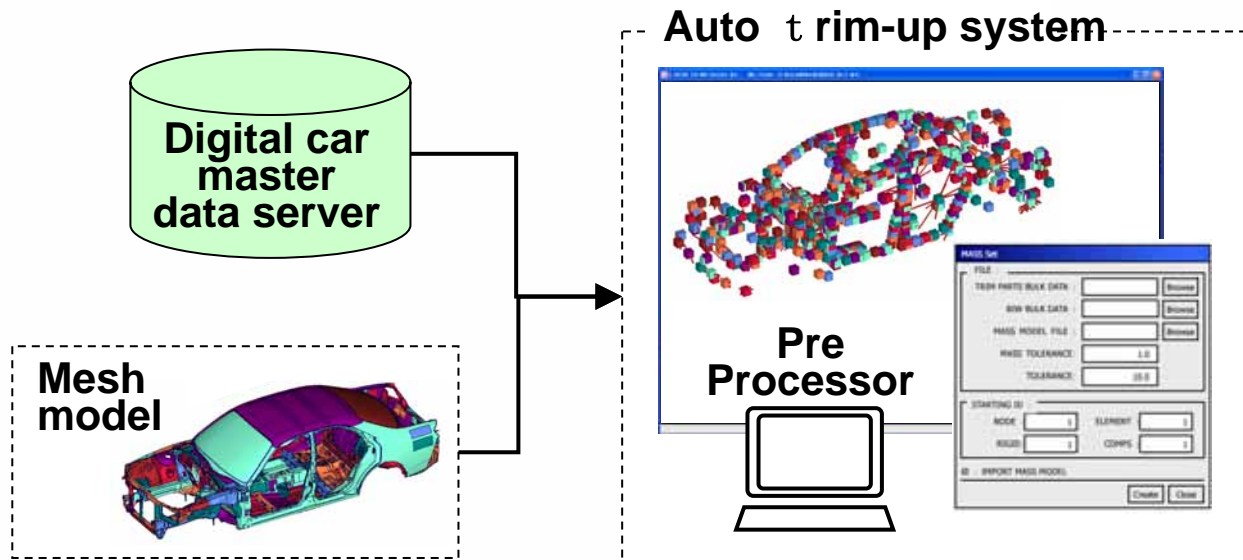 Auto t rim-up system
Digital car
master
data server
Mesh
model
Pre
Processor
MASS Set
FILE
TRIM PARTS BULK DATA : Browse
BIW BULK DATA : Browse
MASS MODEL FILE : Browse
MASS TOLERANCE 1.0
TOLERANCE 10.0
STARTING ID
NODE : 1 ELEMENT : 1
RIGID 1 COMPS : 1
: IMPORT MASS MODEL
Create Close